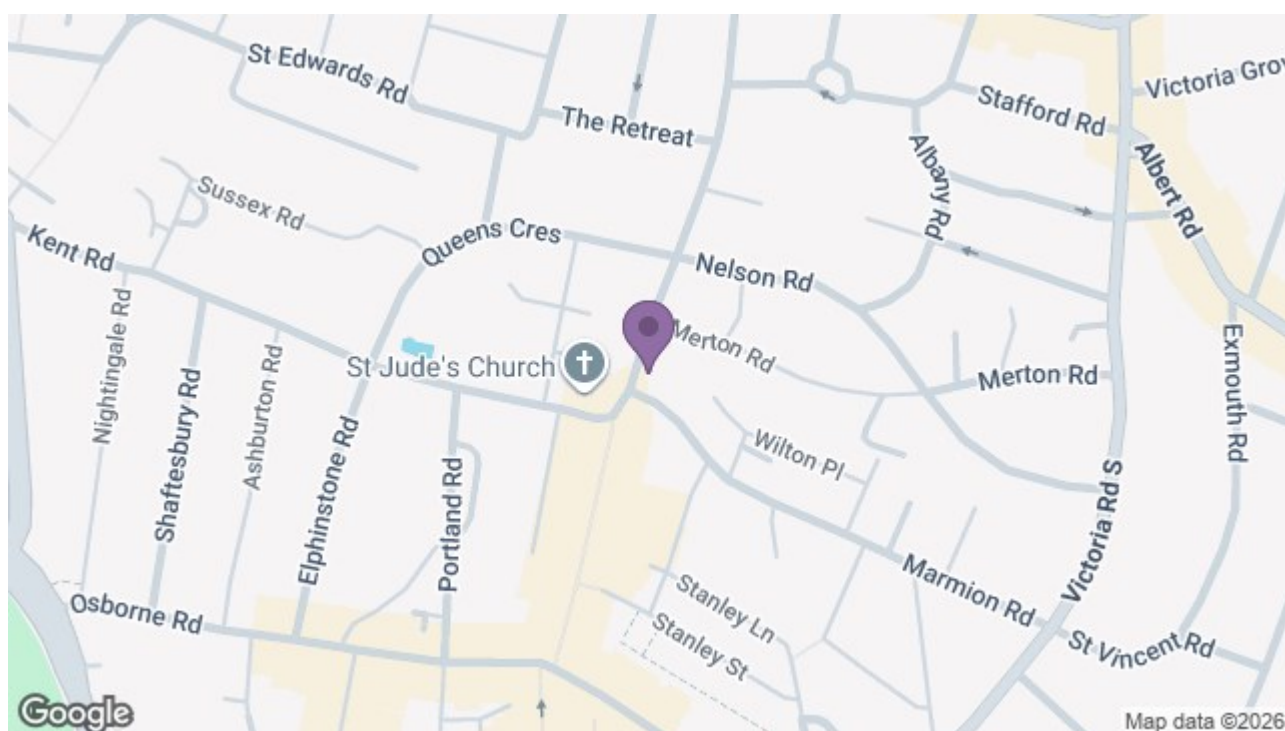 St Edwards Rd
The Retreat
Stafford Rd
Victoria Gro
Albany Rd
Albert Rd
Sussex Rd
Queens Cres
Kent Rd
Nelson Rd
Nightingale Rd
Merton Rd
St Jude's Church
Merton Rd
Exmouth Rd
Shaftesbury Rd
Ashburton Rd
Elphinstone Rd
Portland Rd
Wilton Pl
Victoria Rd S
Marmion Rd
Osborne Rd
Stanley Ln
Stanley St
St Vincent Rd
Google
Map data ©2026